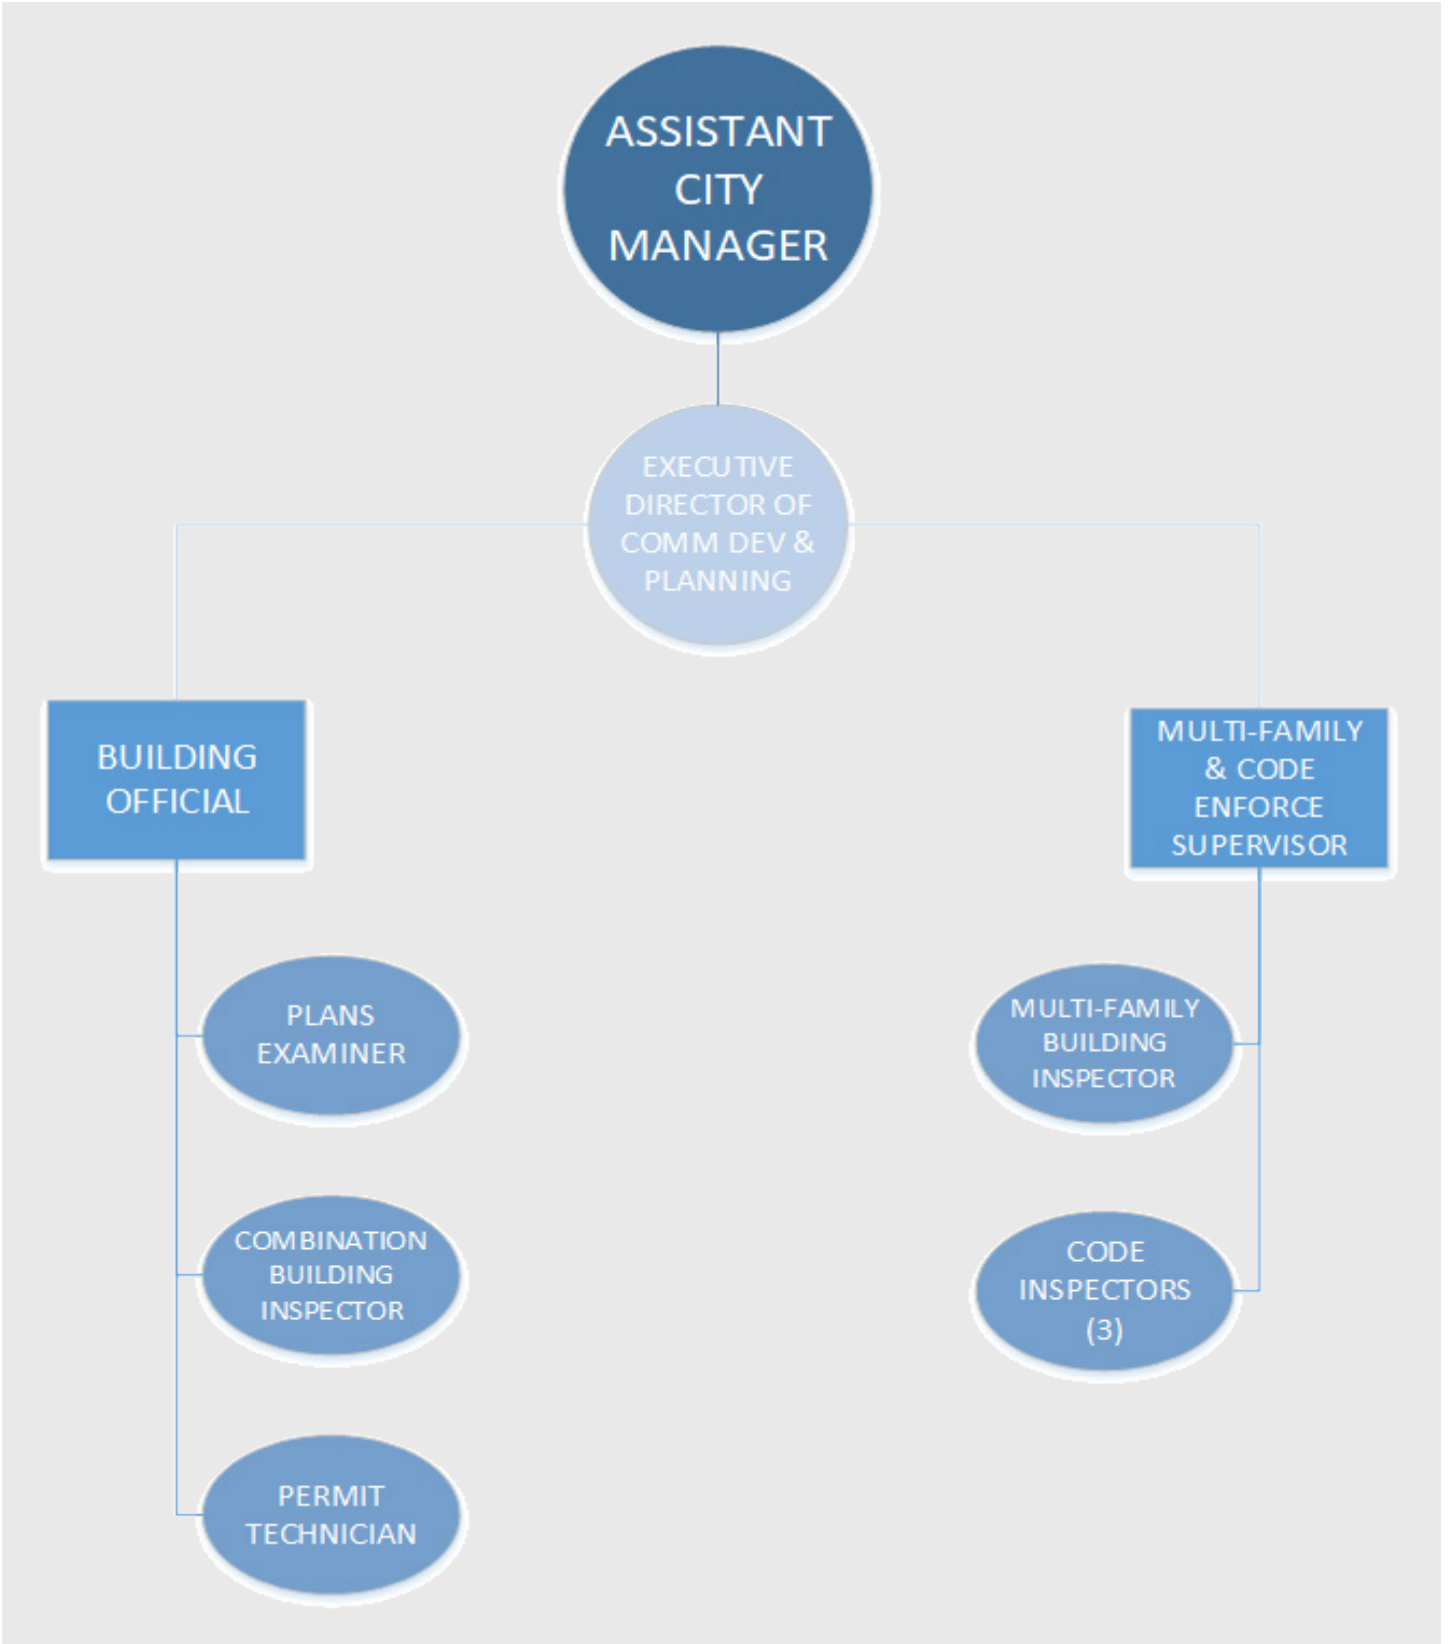 ASSISTANT
CITY
MANAGER
EXECUTIVE
DIRECTOR OF
COMM DEV &
PLANNING
BUILDING
OFFICIAL
MULTI-FAMILY
& CODE
ENFORCE
SUPERVISOR
PLANS
EXAMINER
COMBINATION
BUILDING
INSPECTOR
PERMIT
TECHNICIAN
MULTI-FAMILY
BUILDING
INSPECTOR
CODE
INSPECTORS
(3)